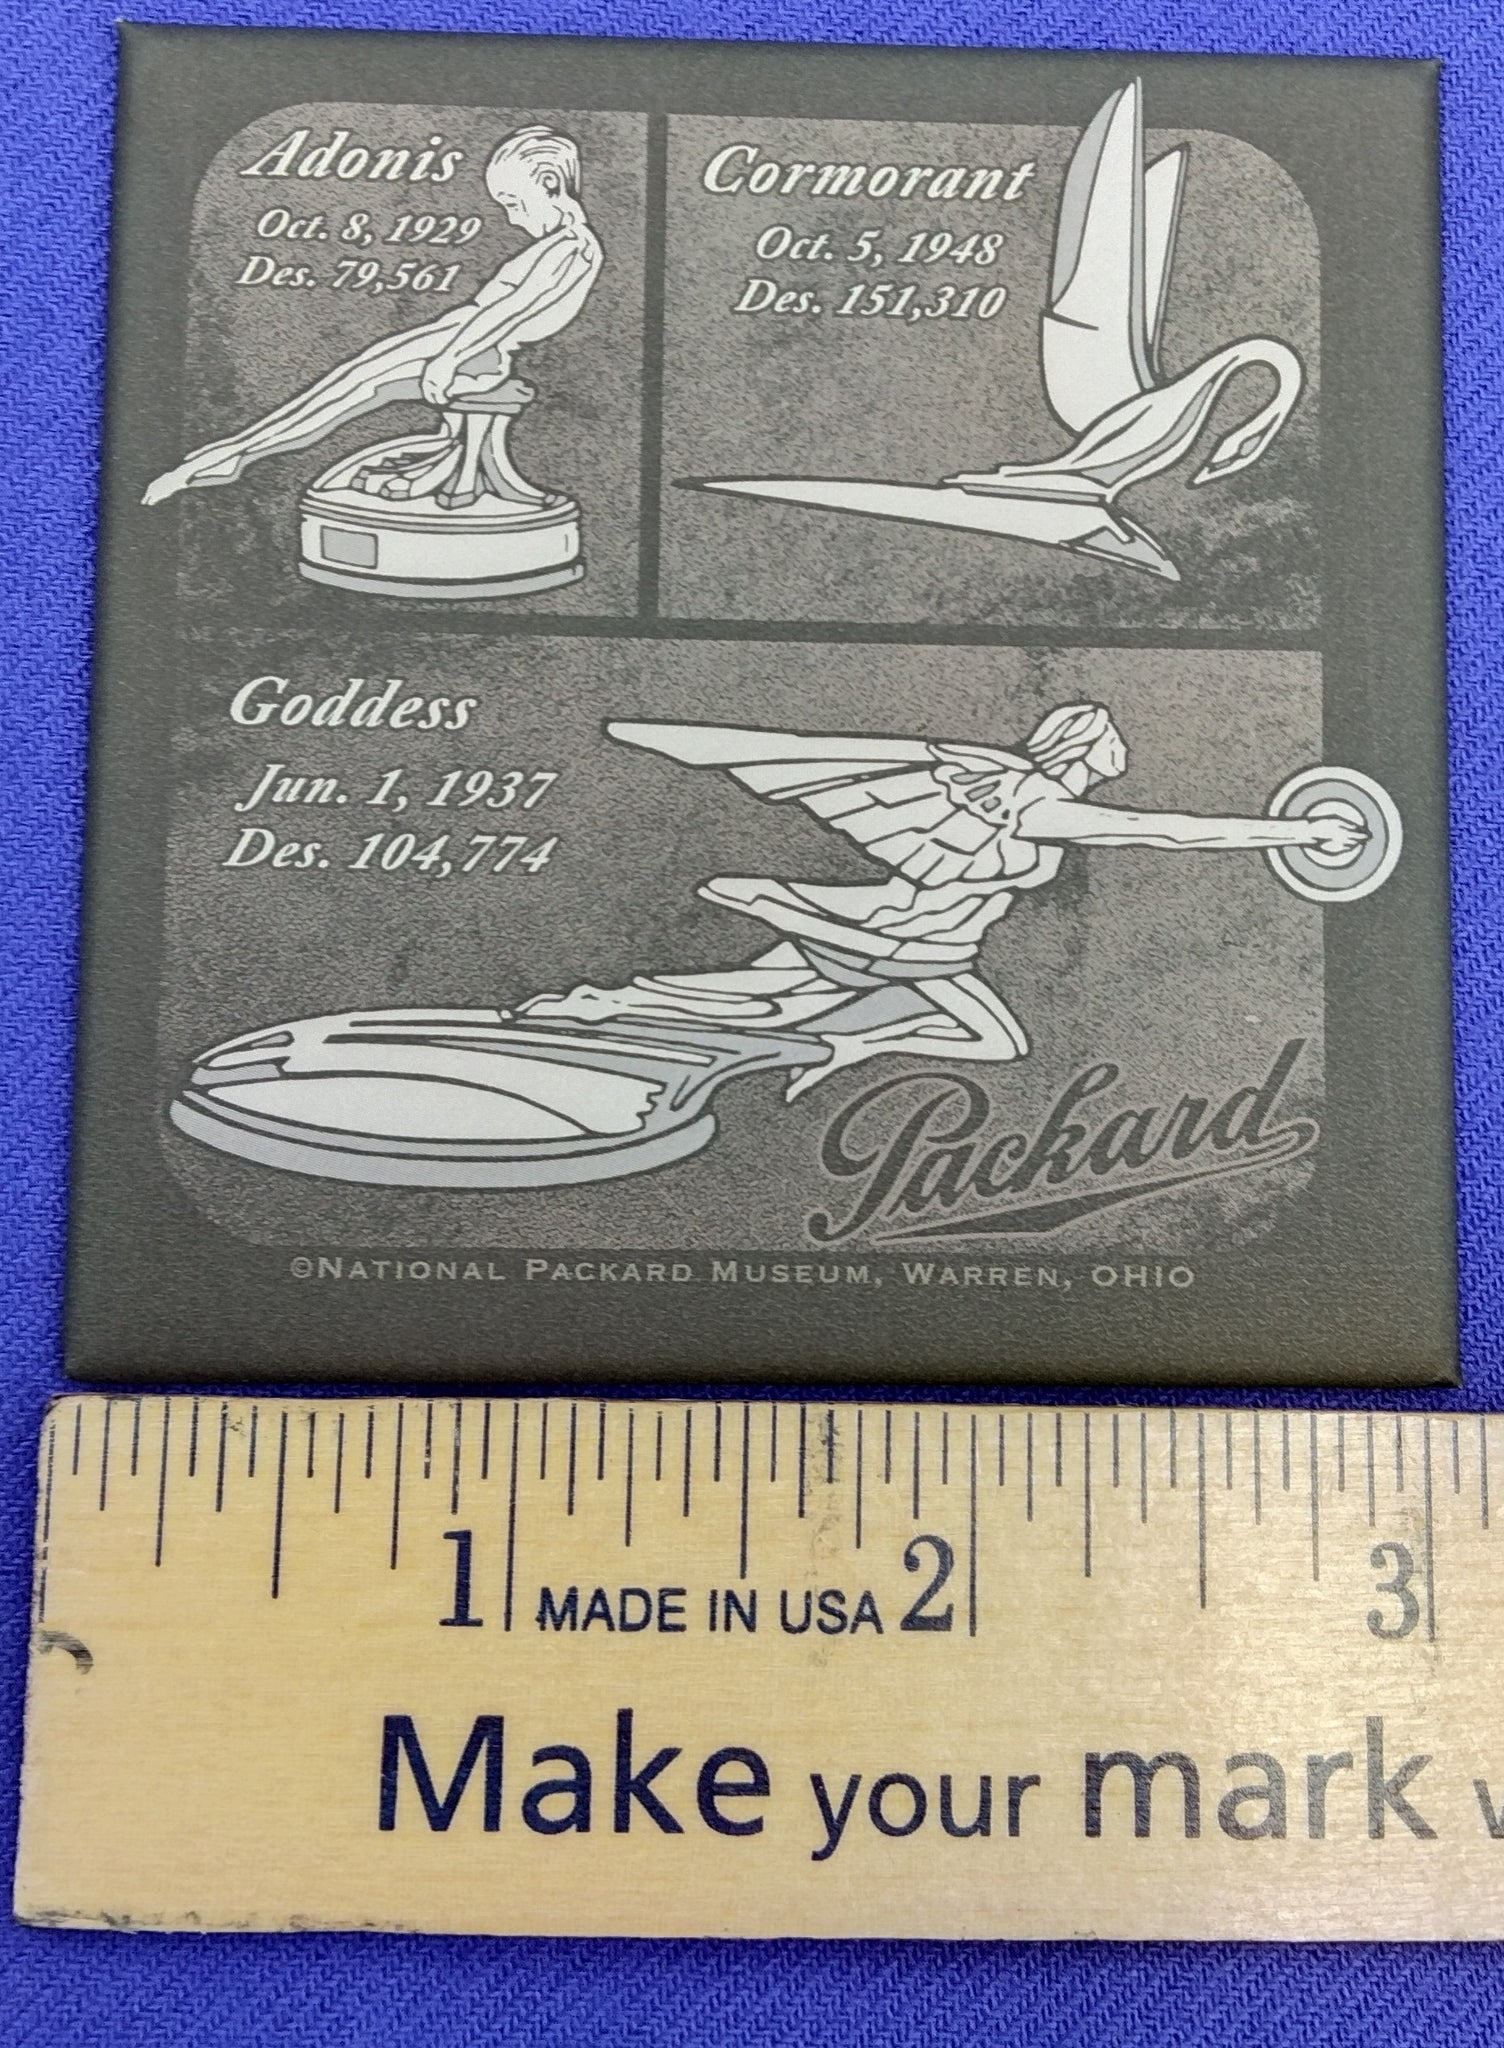 Adonis
Oct. 8, 1929
Des. 79,561
Cormorant
Oct. 5, 1948
Des. 151,310
Goddess
Jun. 1, 1937
Des. 104,774
Packard
©NATIONAL PACKARD MUSEUM, WARREN, OHIO
1 MADE IN USA 2 3
Make your mark